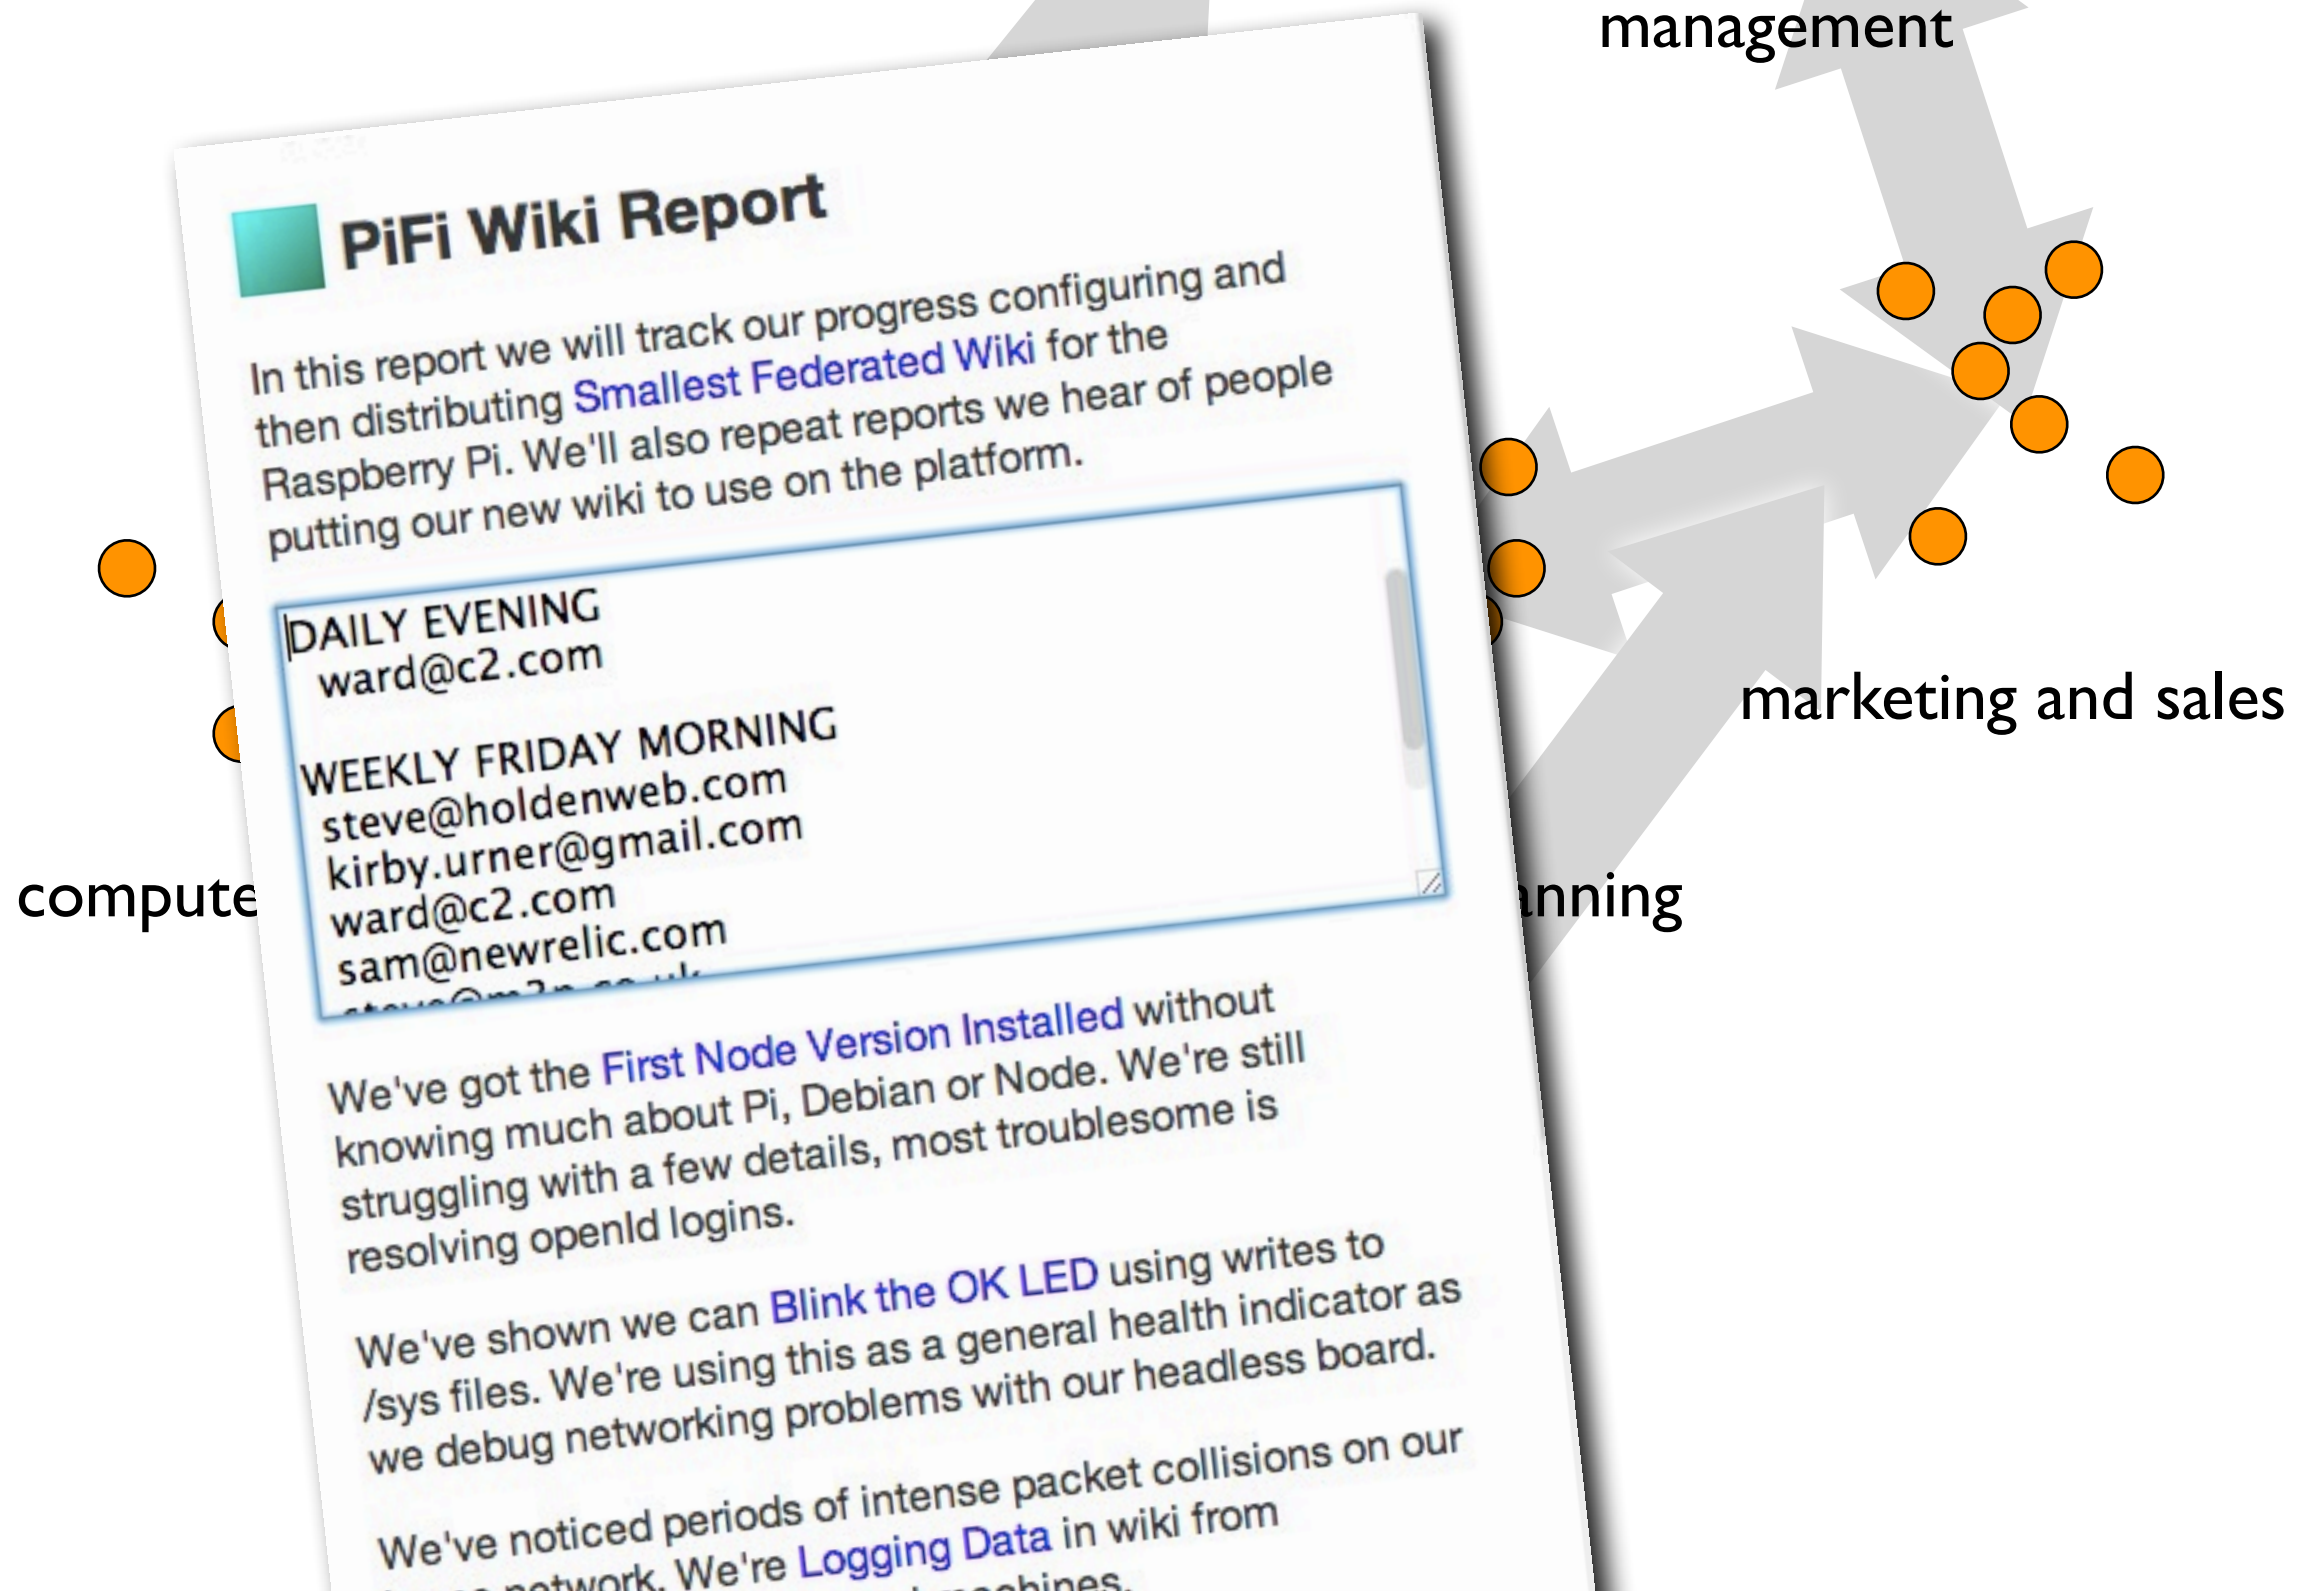 management
PiFi Wiki Report
In this report we will track our progress configuring and
then distributing Smallest Federated Wiki for the
Raspberry Pi. We'll also repeat reports we hear of people
putting our new wiki to use on the platform.
DAILY EVENING
ward@c2.com
WEEKLY FRIDAY MORNING
steve@holdenweb.com
kirby.urner@gmail.com
ward@c2.com
sam@newrelic.com
marketing and sales
compute
anning
We've got the First Node Version Installed without
knowing much about Pi, Debian or Node. We're still
struggling with a few details, most troublesome is
resolving openId logins.
We've shown we can Blink the OK LED using writes to
/sys files. We're using this as a general health indicator as
we debug networking problems with our headless board.
We've noticed periods of intense packet collisions on our
network. We're Logging Data in wiki from
machines.